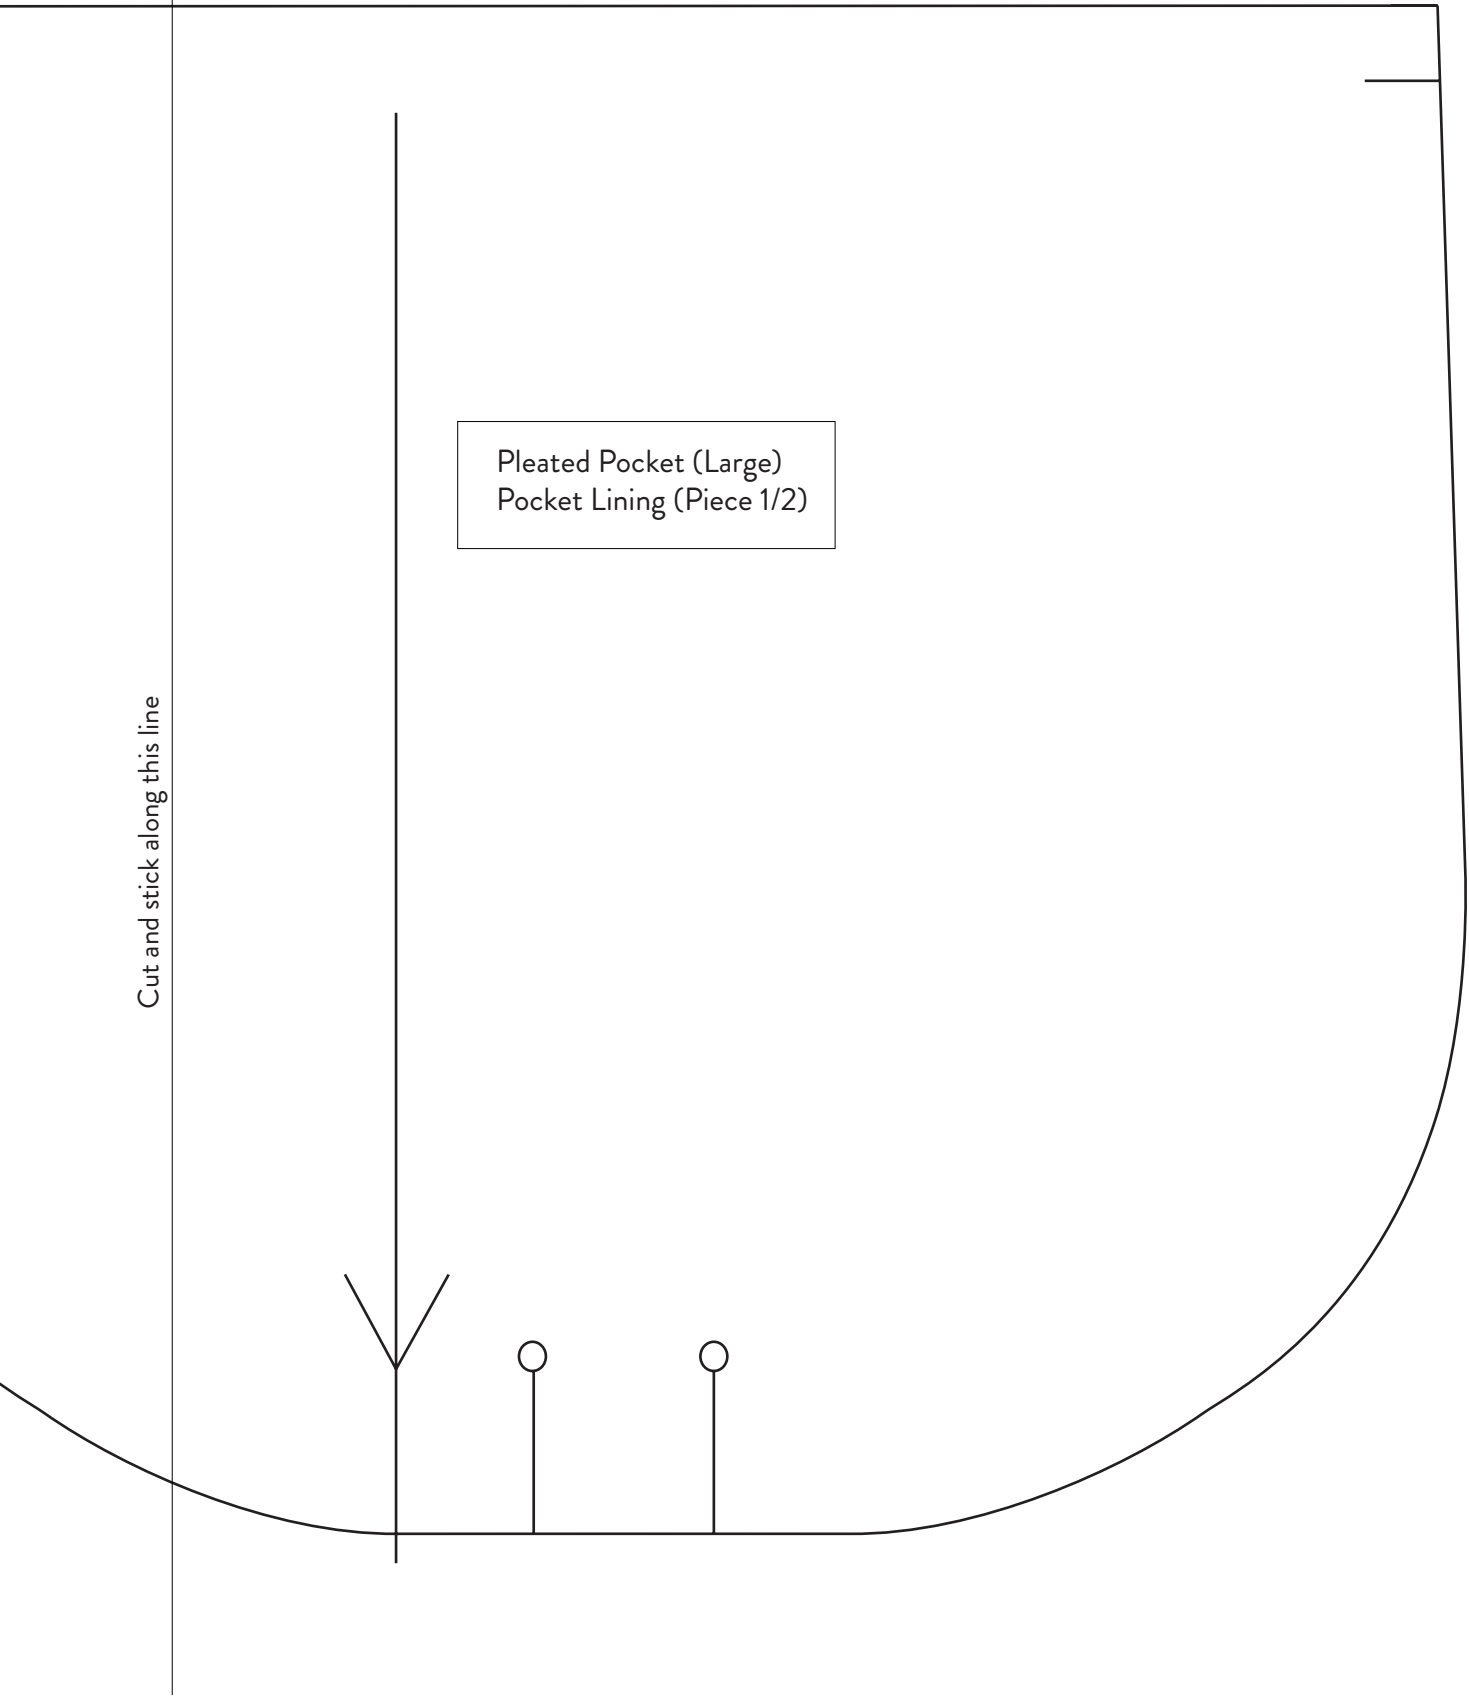 Pleated Pocket (Large)
Pocket Lining (Piece 1/2)
Cut and stick along this line